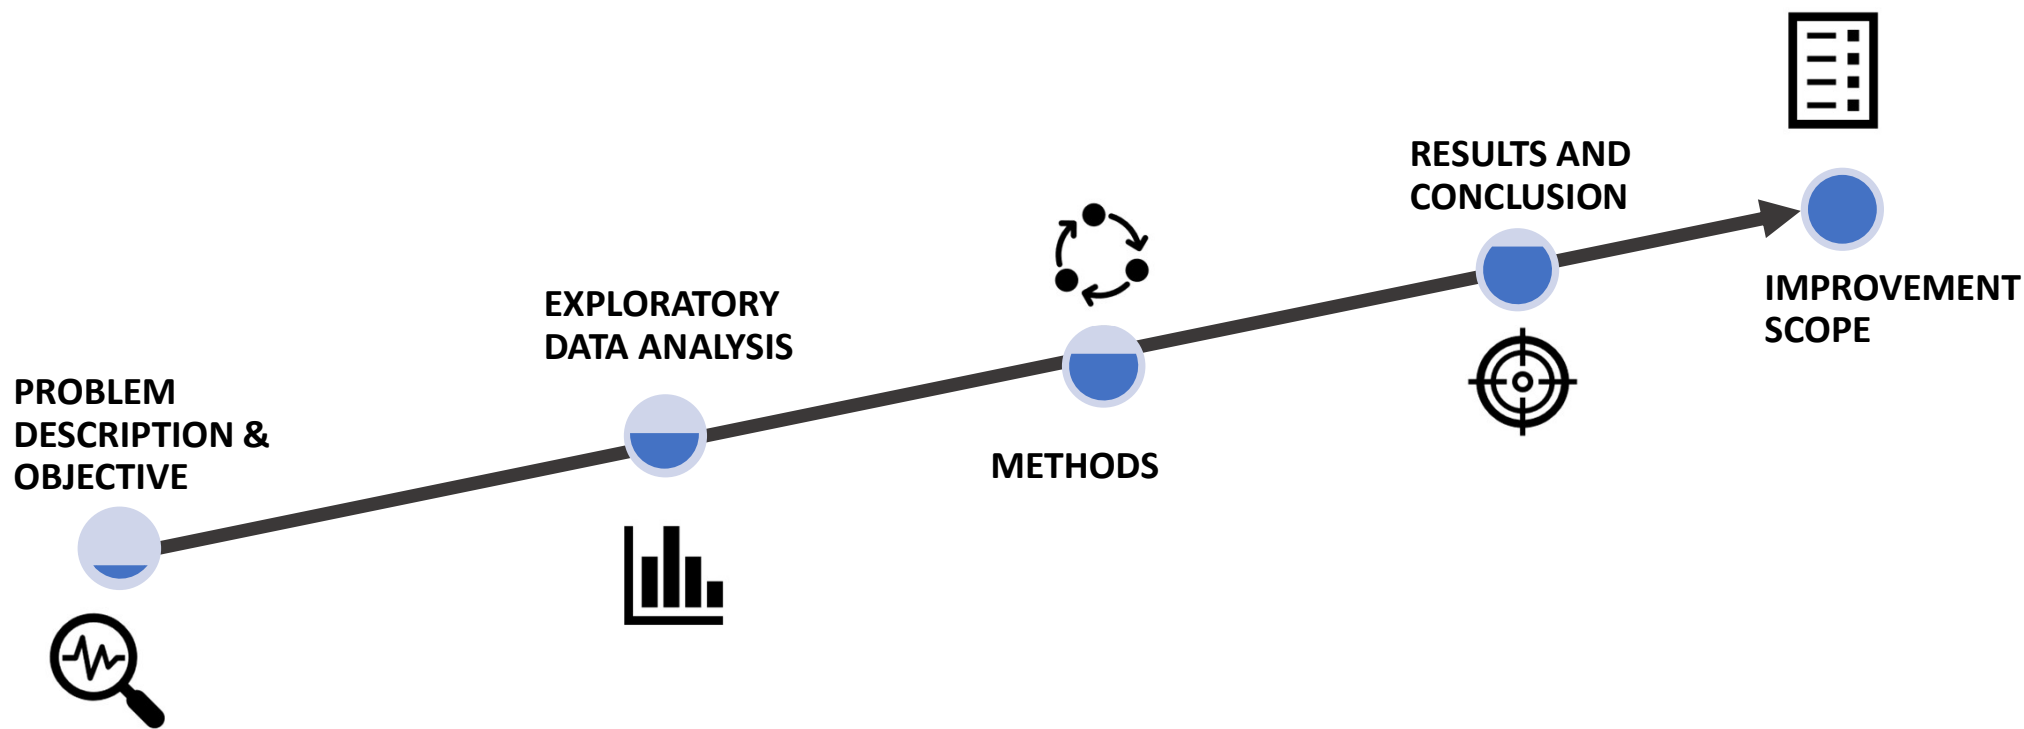 PROBLEM
DESCRIPTION &
OBJECTIVE
EXPLORATORY
DATA ANALYSIS
METHODS
RESULTS AND
CONCLUSION
IMPROVEMENT
SCOPE